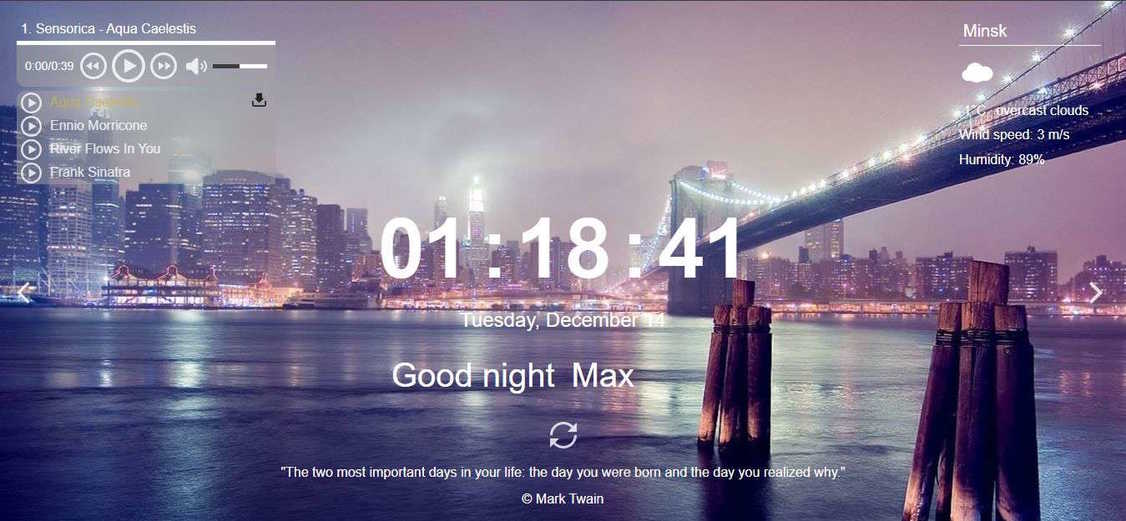 1. Sensorica - Aqua Caelestis
0:00/0:39
Aqua Caelestis
Ennio Morricone
River Flows In You
Frank Sinatra
Minsk
-1°C overcast clouds
Wind speed: 3 m/s
Humidity: 89%
01:18:41
Tuesday, December 14
Good night Max
"The two most important days in your life: the day you were born and the day you realized why."
© Mark Twain